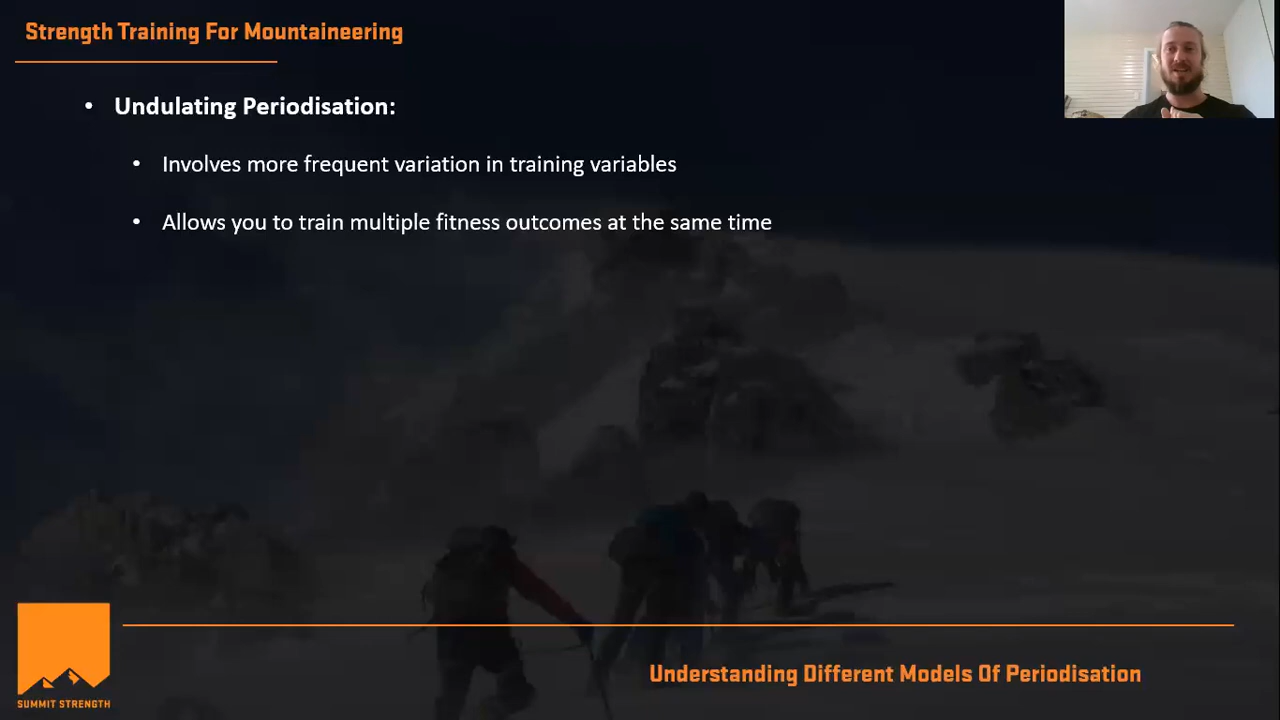 Strength Training For Mountaineering
• Undulating Periodisation:
• Involves more frequent variation in training variables
• Allows you to train multiple fitness outcomes at the same time
SUMMIT STRENGTH
Understanding Different Models Of Periodisation